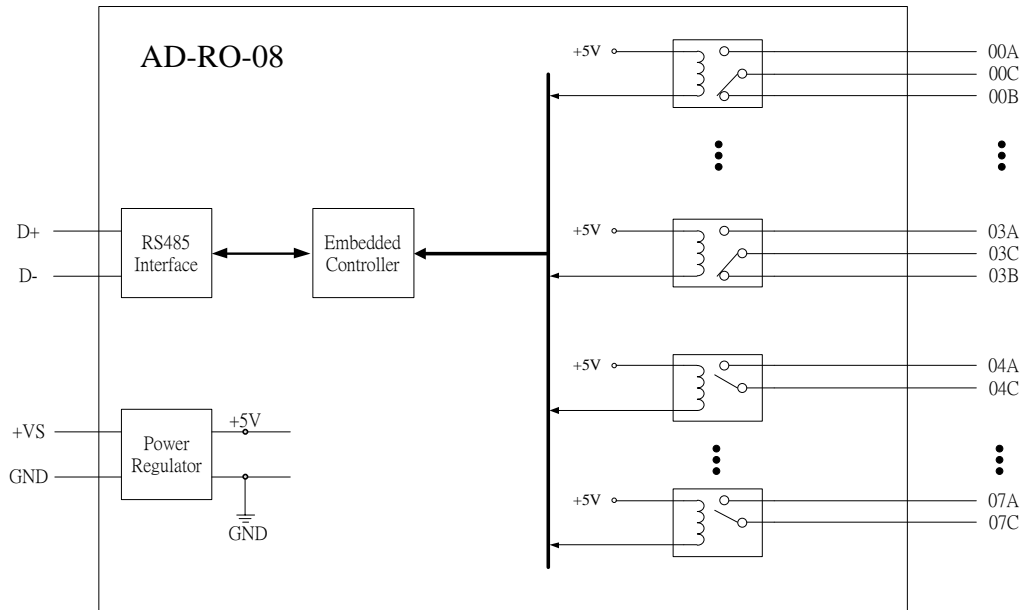 AD-RO-08
+5V
00A
00C
00B
D+
D-
RS485
Interface
Embedded
Controller
+5V
03A
03C
03B
+5V
04A
04C
+VS
GND
Power
Regulator
+5V
GND
+5V
07A
07C